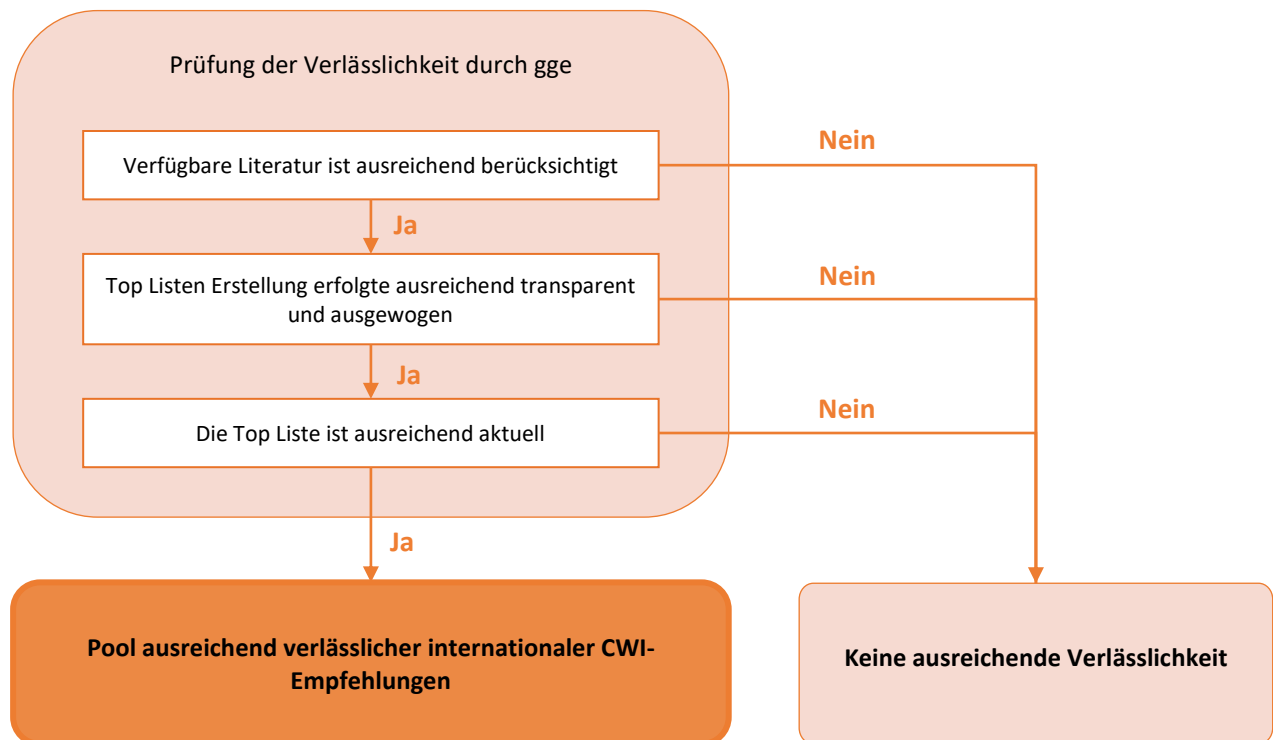 Prüfung der Verlässlichkeit durch gge
Verfügbare Literatur ist ausreichend berücksichtigt
Nein
Ja
Top Listen Erstellung erfolgte ausreichend transparent
und ausgewogen
Nein
Ja
Die Top Liste ist ausreichend aktuell
Nein
Ja
Pool ausreichend verlässlicher internationaler CWI-
Empfehlungen
Keine ausreichende Verlässlichkeit